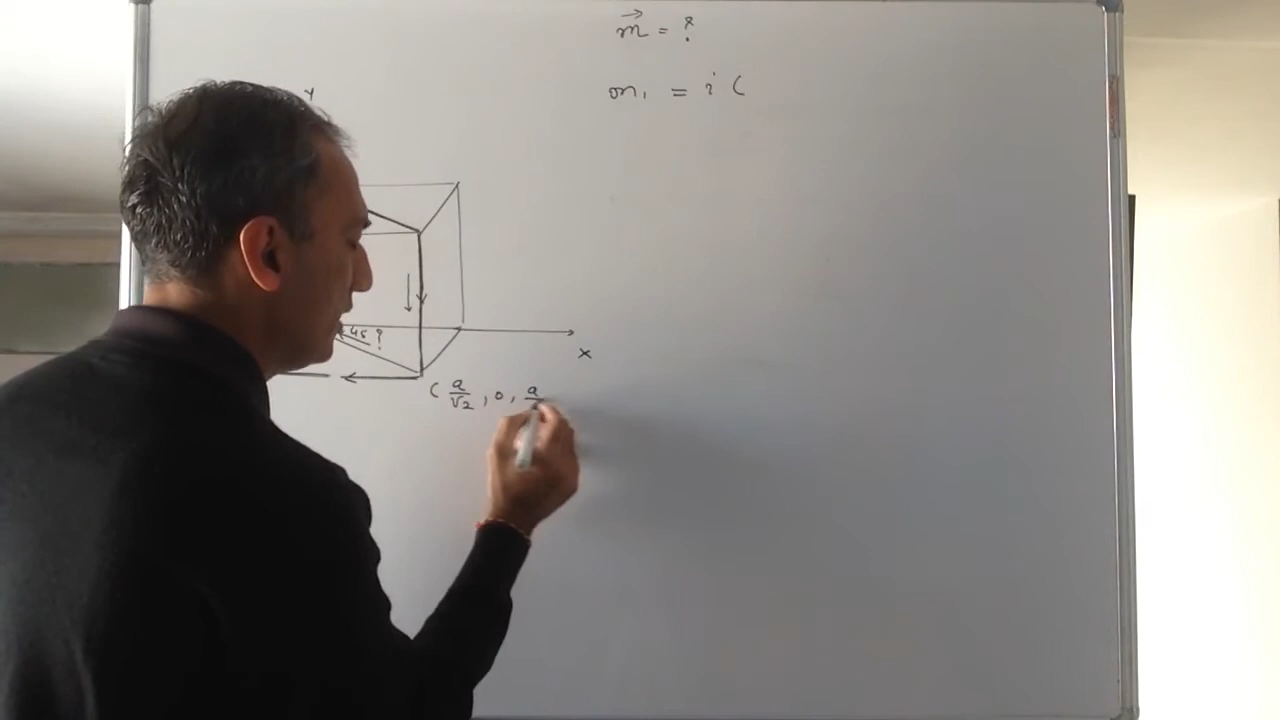 m⃗ = ?
m₁ = i (
Y
45 ?
X
( a/√2 , 0 , a